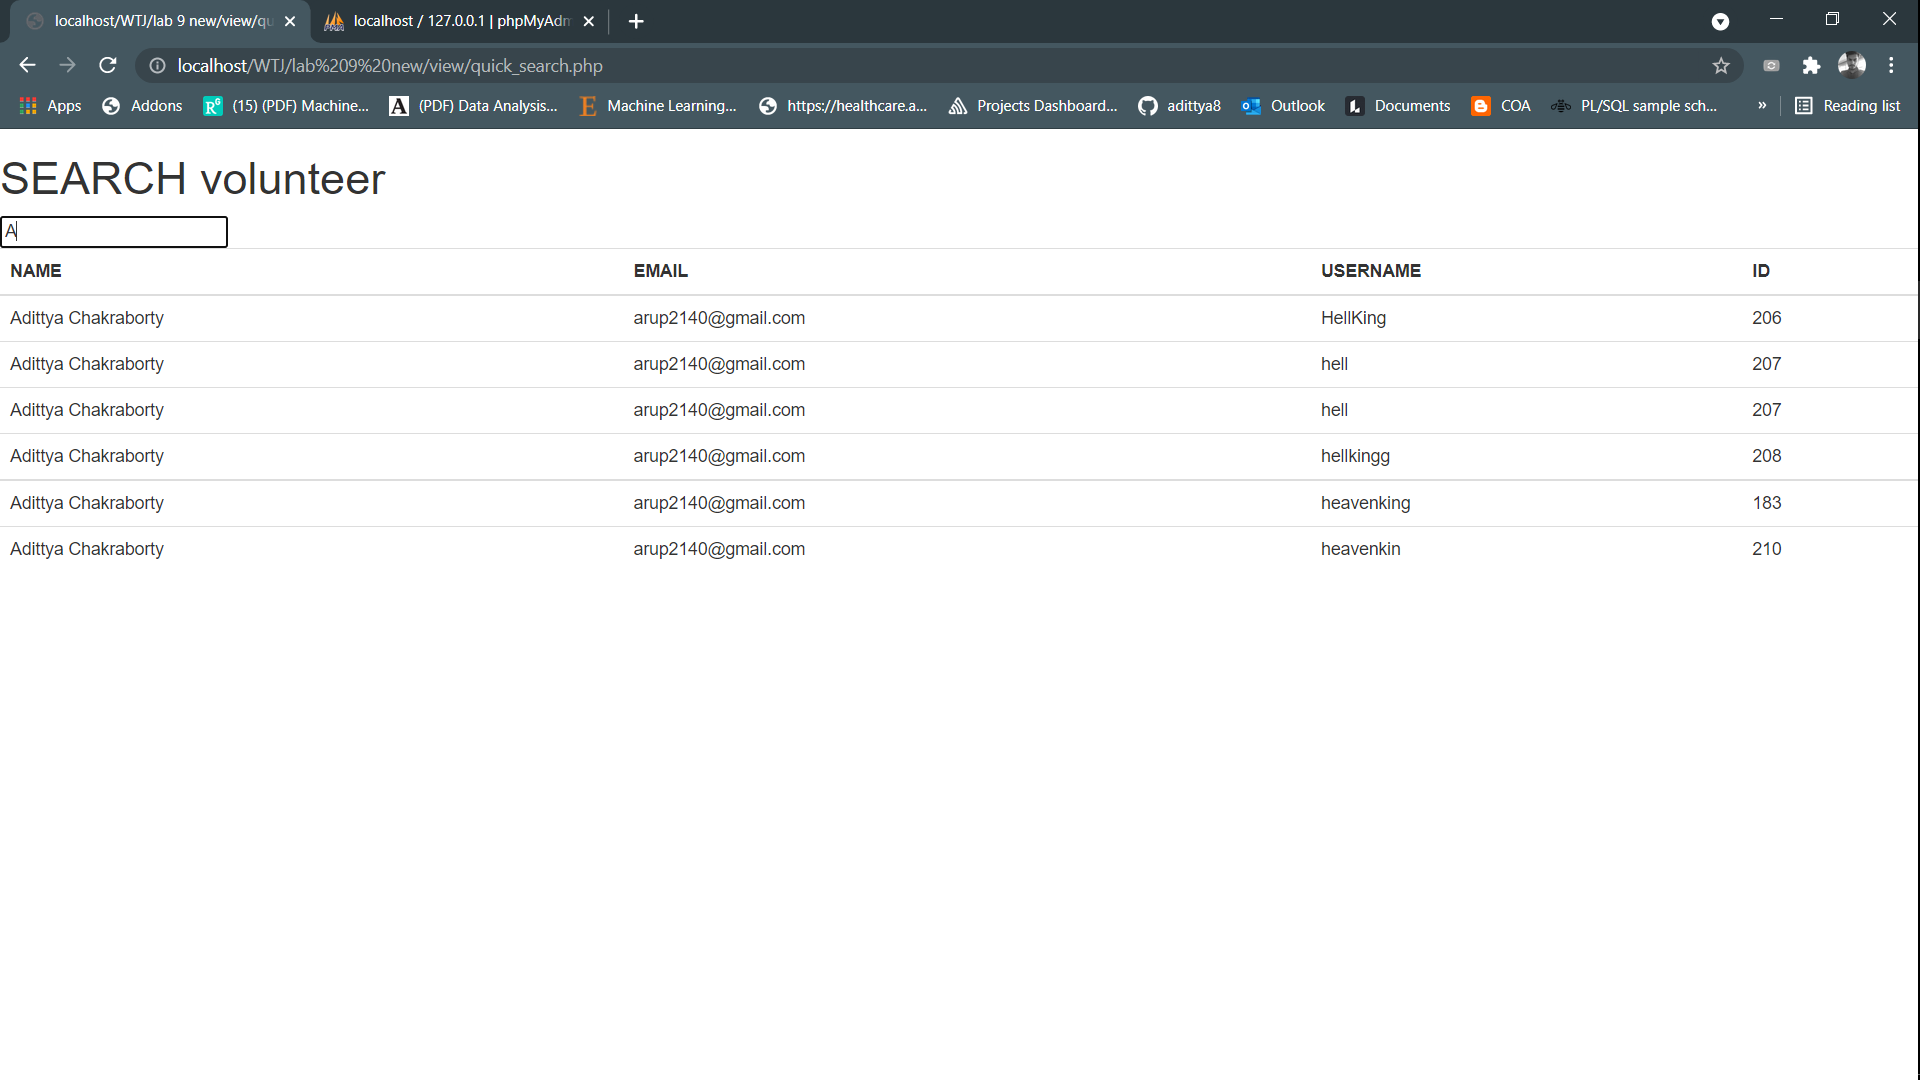 localhost/WTJ/lab 9 new/view/qu
localhost / 127.0.0.1 | phpMyAdm
localhost/WTJ/lab%209%20new/view/quick_search.php
Apps Addons (15) (PDF) Machine... (PDF) Data Analysis... Machine Learning... https://healthcare.a... Projects Dashboard... adittya8 Outlook Documents COA PL/SQL sample sch... » Reading list
SEARCH volunteer
A
NAME EMAIL USERNAME ID
Adittya Chakraborty arup2140@gmail.com HellKing 206
Adittya Chakraborty arup2140@gmail.com hell 207
Adittya Chakraborty arup2140@gmail.com hell 207
Adittya Chakraborty arup2140@gmail.com hellkingg 208
Adittya Chakraborty arup2140@gmail.com heavenking 183
Adittya Chakraborty arup2140@gmail.com heavenkin 210